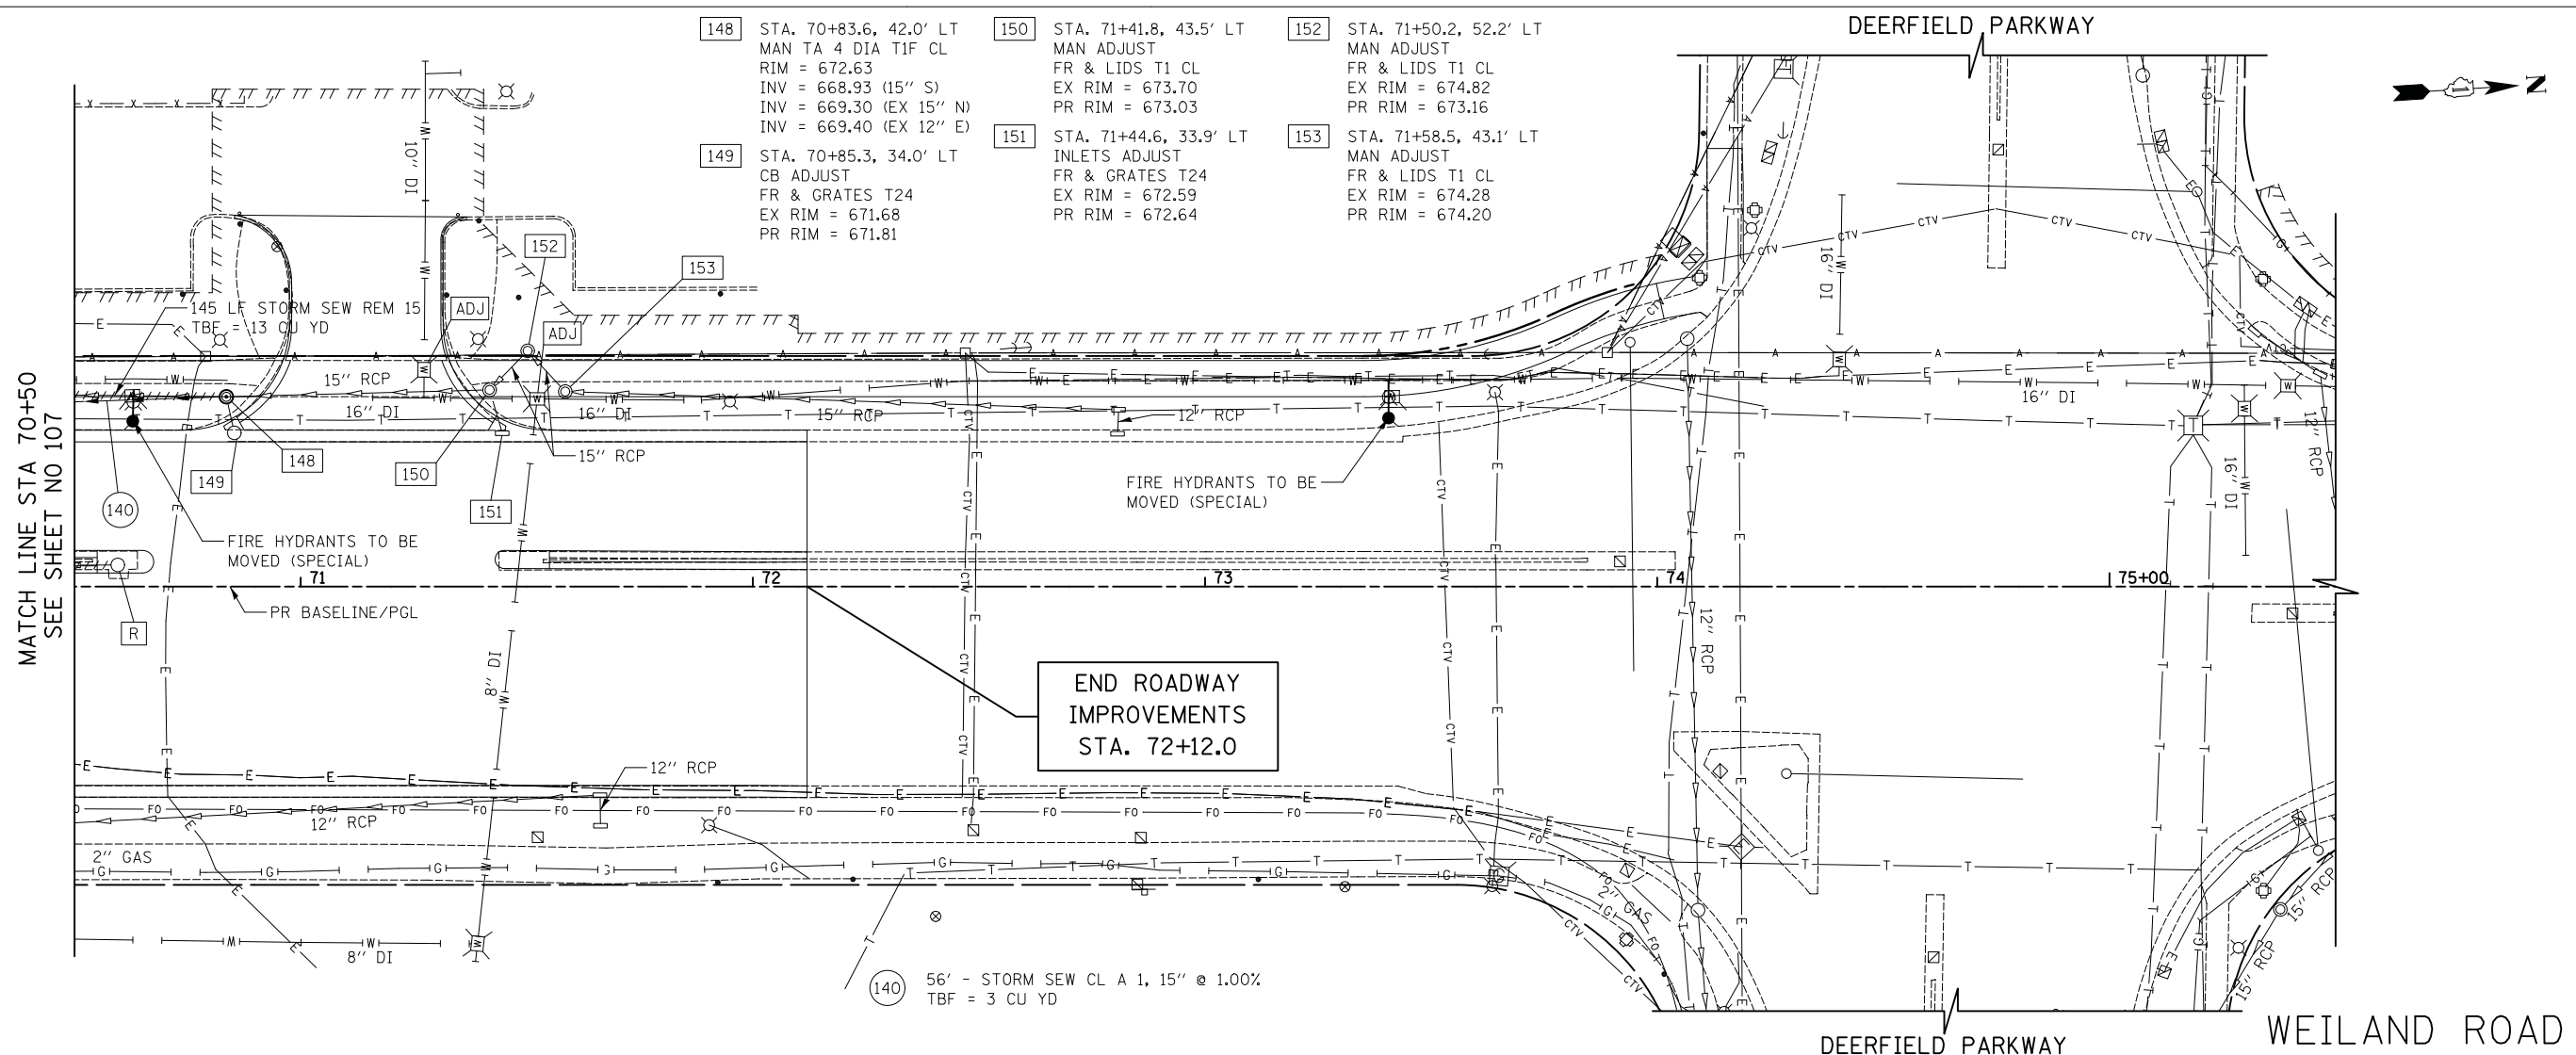 148
STA. 70+83.6, 42.0' LT
MAN TA 4 DIA T1F CL
RIM = 672.63
INV = 668.93 (15" S)
INV = 669.30 (EX 15" N)
INV = 669.40 (EX 12" E)
149
STA. 70+85.3, 34.0' LT
CB ADJUST
FR & GRATES T24
EX RIM = 671.68
PR RIM = 671.81
150
STA. 71+41.8, 43.5' LT
MAN ADJUST
FR & LIDS T1 CL
EX RIM = 673.70
PR RIM = 673.03
151
STA. 71+44.6, 33.9' LT
INLETS ADJUST
FR & GRATES T24
EX RIM = 672.59
PR RIM = 672.64
152
STA. 71+50.2, 52.2' LT
MAN ADJUST
FR & LIDS T1 CL
EX RIM = 674.82
PR RIM = 673.16
153
STA. 71+58.5, 43.1' LT
MAN ADJUST
FR & LIDS T1 CL
EX RIM = 674.28
PR RIM = 674.20
DEERFIELD PARKWAY
N
10" DI
152
153
145 LF STORM SEW REM 15
TBF = 13 CU YD
ADJ
ADJ
16" DI
MATCH LINE STA 70+50
SEE SHEET NO 107
15" RCP
16" DI
16" DI
15" RCP
12" RCP
16" DI
12" RCP
16" DI
148
149
150
15" RCP
151
140
FIRE HYDRANTS TO BE
MOVED (SPECIAL)
FIRE HYDRANTS TO BE
MOVED (SPECIAL)
71
72
73
74
75+00
PR BASELINE/PGL
R
8" DI
12" RCP
END ROADWAY
IMPROVEMENTS
STA. 72+12.0
12" RCP
12" RCP
2" GAS
2" GAS
15" RCP
15" RCP
8" DI
140
56' - STORM SEW CL A 1, 15" @ 1.00%
TBF = 3 CU YD
DEERFIELD PARKWAY
WEILAND ROAD